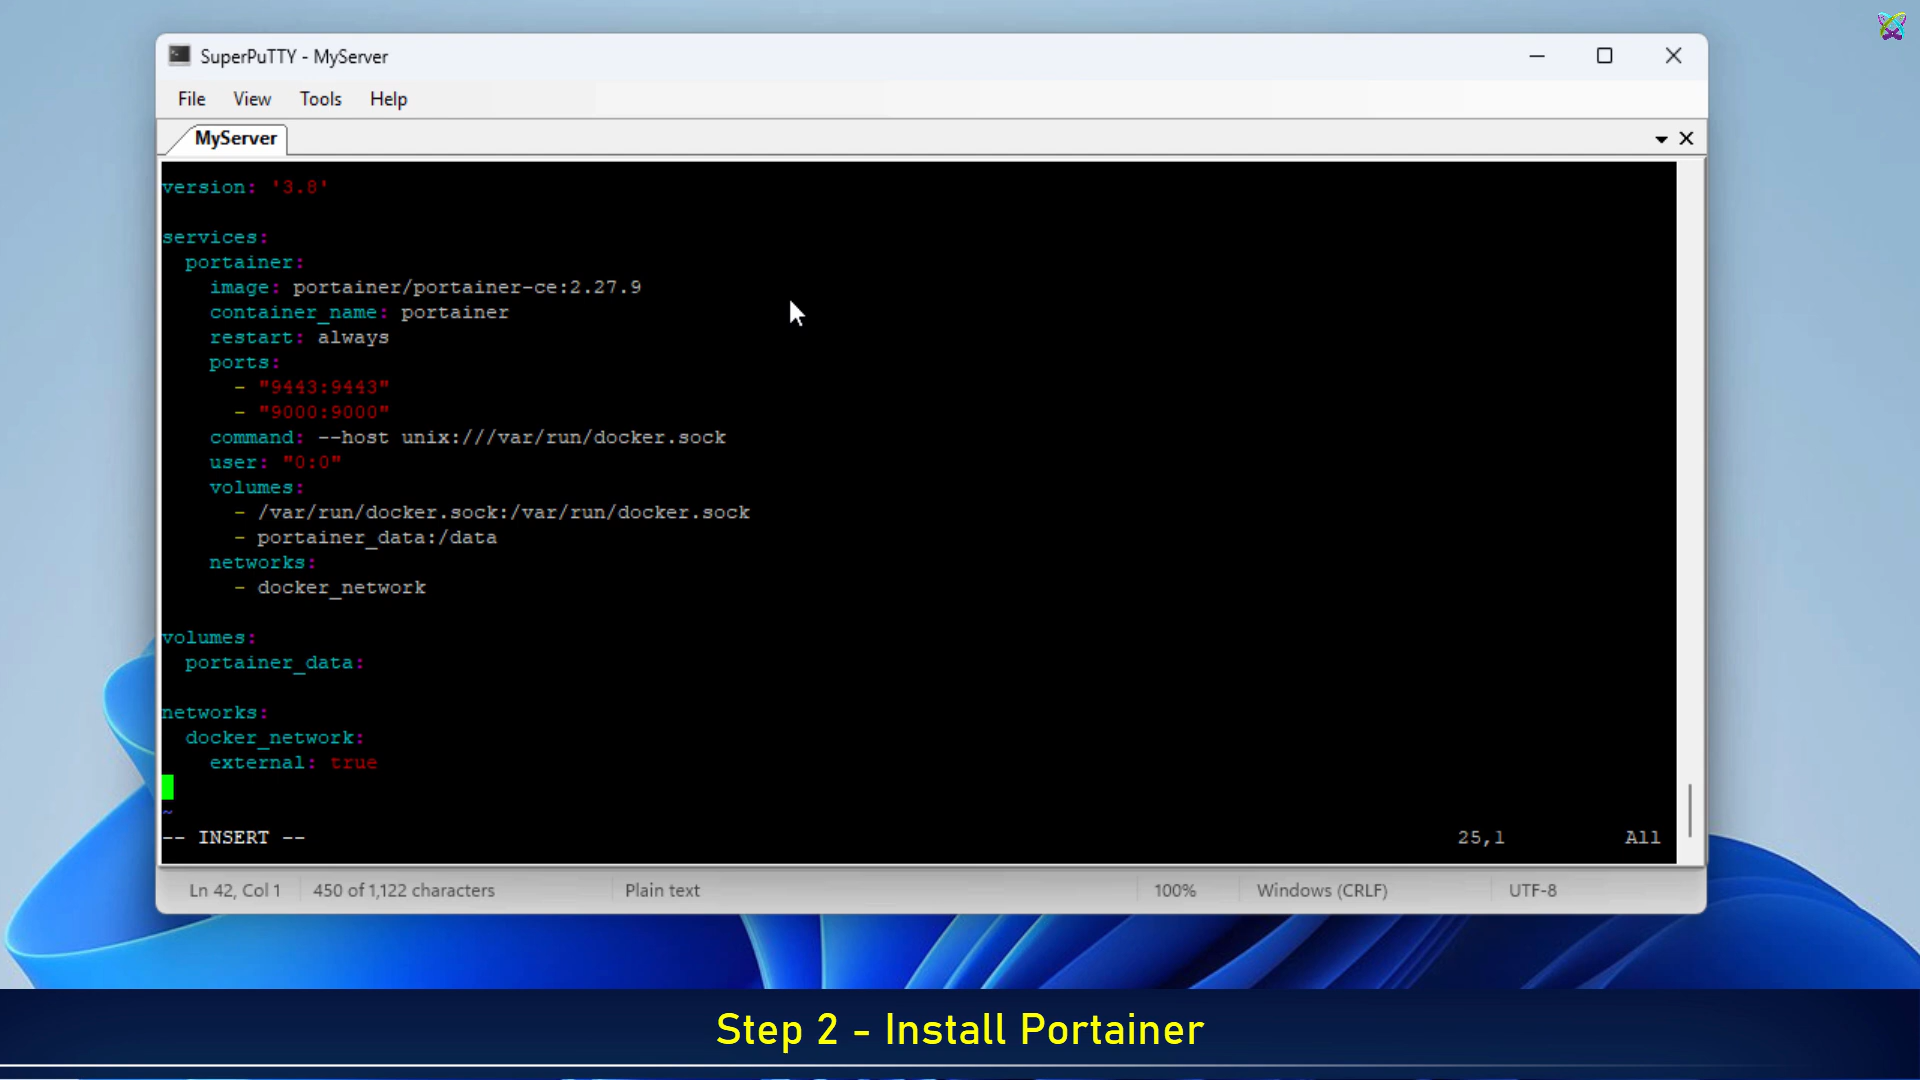 SuperPuTTY - MyServer
File View Tools Help
MyServer
version: '3.8'
services:
  portainer:
    image: portainer/portainer-ce:2.27.9
    container_name: portainer
    restart: always
    ports:
      - "9443:9443"
      - "9000:9000"
    command: --host unix:///var/run/docker.sock
    user: "0:0"
    volumes:
      - /var/run/docker.sock:/var/run/docker.sock
      - portainer_data:/data
    networks:
      - docker_network
volumes:
  portainer_data:
networks:
  docker_network:
    external: true
~
-- INSERT -- 25,1 All
Ln 42, Col 1 450 of 1,122 characters Plain text 100% Windows (CRLF) UTF-8
Step 2 - Install Portainer